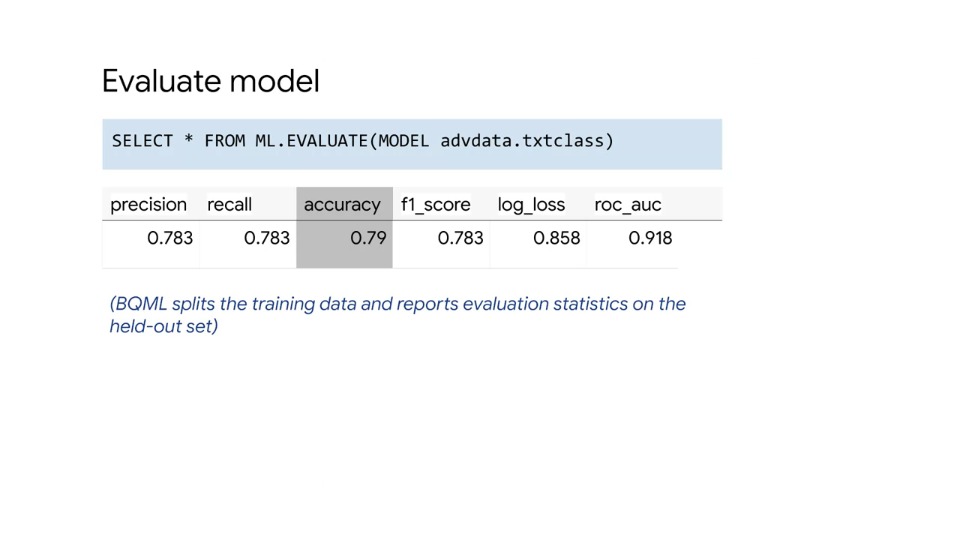 Evaluate model
SELECT * FROM ML.EVALUATE(MODEL advdata.txtclass)
precision recall accuracy f1_score log_loss roc_auc
0.783 0.783 0.79 0.783 0.858 0.918
(BQML splits the training data and reports evaluation statistics on the
held-out set)